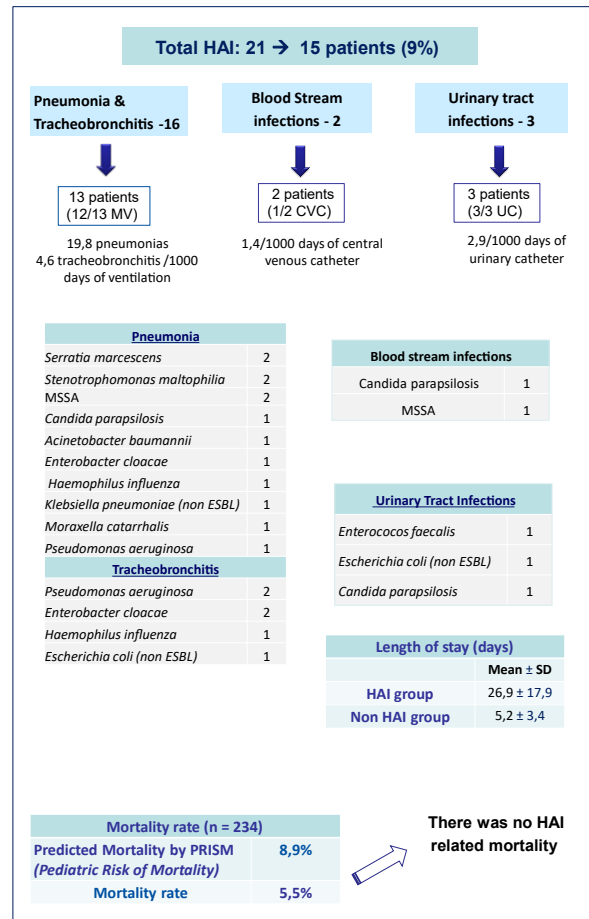 Total HAI: 21 → 15 patients (9%)
Pneumonia &
Tracheobronchitis -16
Blood Stream
infections - 2
Urinary tract
infections - 3
13 patients
(12/13 MV)
2 patients
(1/2 CVC)
3 patients
(3/3 UC)
19,8 pneumonias
4,6 tracheobronchitis /1000
days of ventilation
1,4/1000 days of central
venous catheter
2,9/1000 days of
urinary catheter
Pneumonia
Serratia marcescens 2
Stenotrophomonas maltophilia 2
MSSA 2
Candida parapsilosis 1
Acinetobacter baumannii 1
Enterobacter cloacae 1
Haemophilus influenza 1
Klebsiella pneumoniae (non ESBL) 1
Moraxella catarrhalis 1
Pseudomonas aeruginosa 1
Tracheobronchitis
Pseudomonas aeruginosa 2
Enterobacter cloacae 2
Haemophilus influenza 1
Escherichia coli (non ESBL) 1
Blood stream infections
Candida parapsilosis 1
MSSA 1
Urinary Tract Infections
Enterococos faecalis 1
Escherichia coli (non ESBL) 1
Candida parapsilosis 1
Length of stay (days)
Mean ± SD
HAI group 26,9 ± 17,9
Non HAI group 5,2 ± 3,4
Mortality rate (n = 234)
Predicted Mortality by PRISM 8,9%
(Pediatric Risk of Mortality)
Mortality rate 5,5%
There was no HAI
related mortality